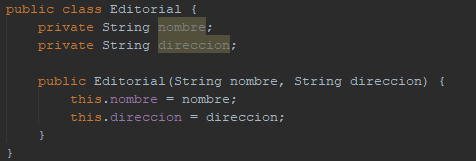 public class Editorial {
    private String nombre;
    private String direccion;

    public Editorial(String nombre, String direccion) {
        this.nombre = nombre;
        this.direccion = direccion;
    }
}